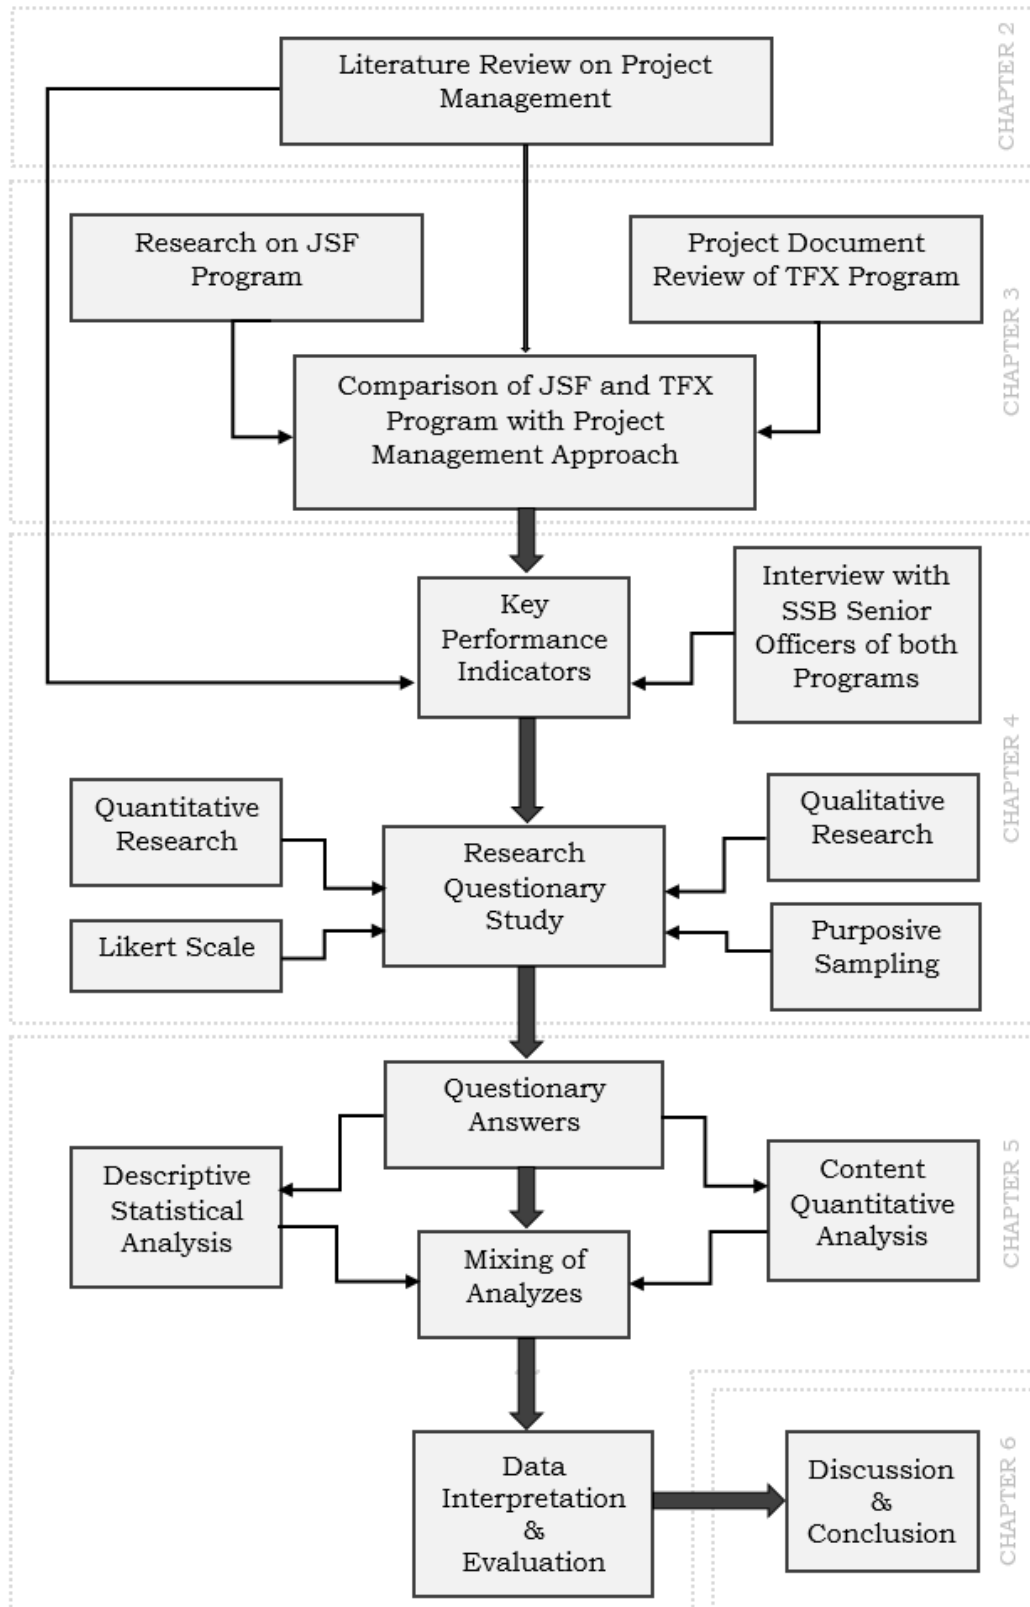 Literature Review on Project
Management
CHAPTER 2
Research on JSF
Program
Project Document
Review of TFX Program
CHAPTER 3
Comparison of JSF and TFX
Program with Project
Management Approach
Key
Performance
Indicators
Interview with
SSB Senior
Officers of both
Programs
CHAPTER 4
Quantitative
Research
Qualitative
Research
Research
Questionary
Study
Likert Scale
Purposive
Sampling
Questionary
Answers
Descriptive
Statistical
Analysis
Content
Quantitative
Analysis
CHAPTER 5
Mixing of
Analyzes
Data
Interpretation
&
Evaluation
Discussion
&
Conclusion
CHAPTER 6